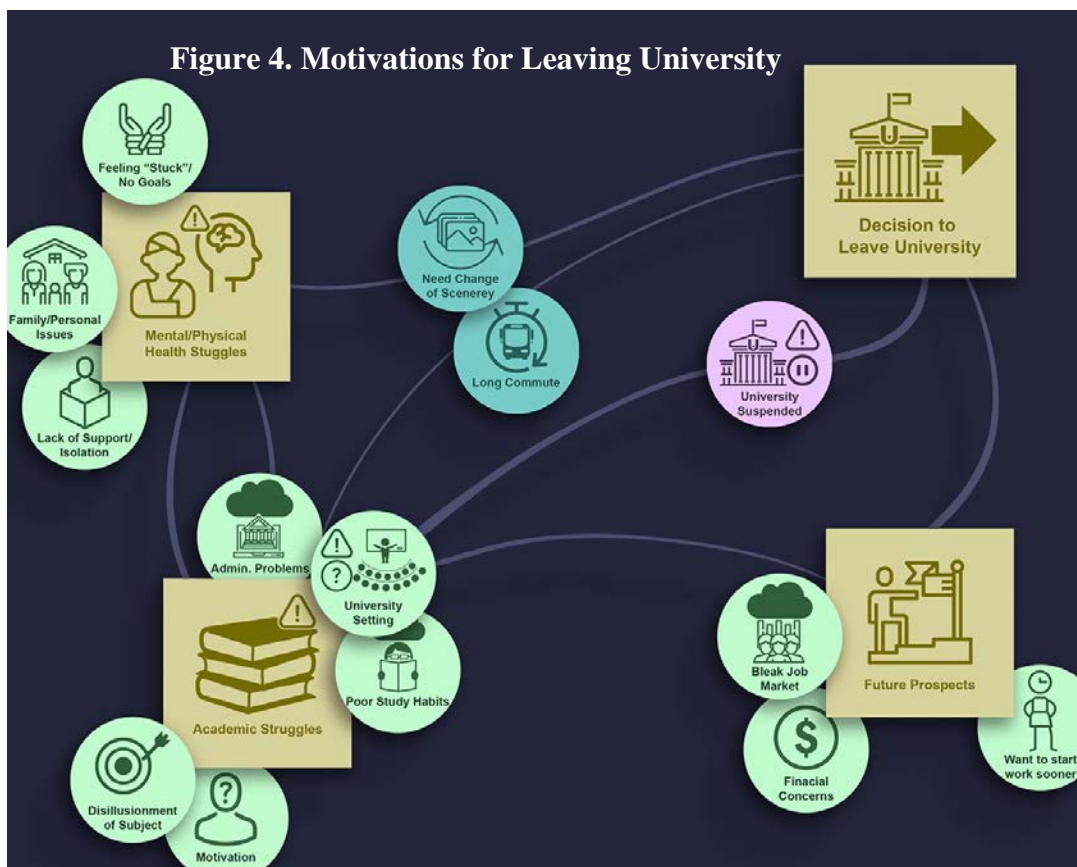 Figure 4. Motivations for Leaving University
Feeling "Stuck"/
No Goals
Family/Personal
Issues
Mental/Physical
Health Stuggles
Lack of Support/
Isolation
Need Change
of Scenerey
Long Commute
Decision to
Leave University
University
Suspended
Admin. Problems
University
Setting
Poor Study Habits
Academic Struggles
Disillusionment
of Subject
?
Motivation
Bleak Job
Market
Future Prospects
$
Finacial
Concerns
Want to start
work sooner